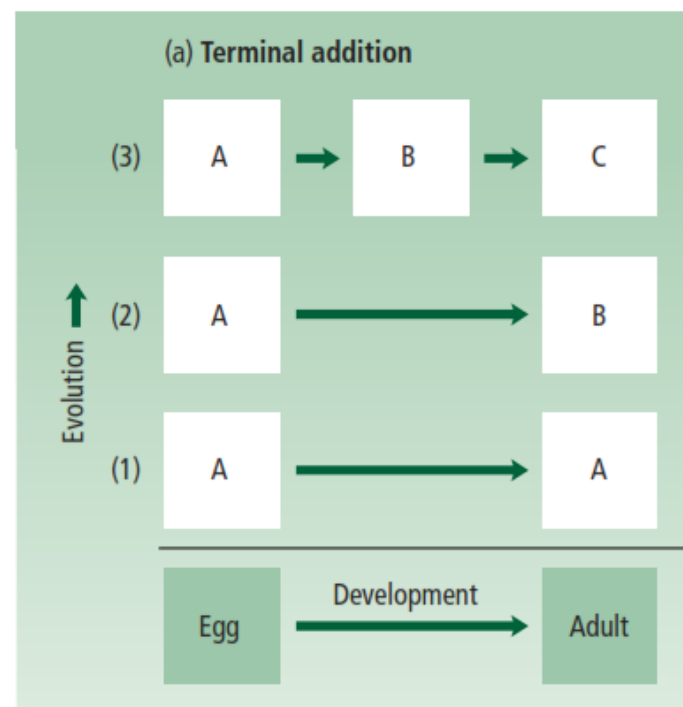 (a) Terminal addition
(3) A B C
(2) A B
Evolution
(1) A A
Development
Egg Adult